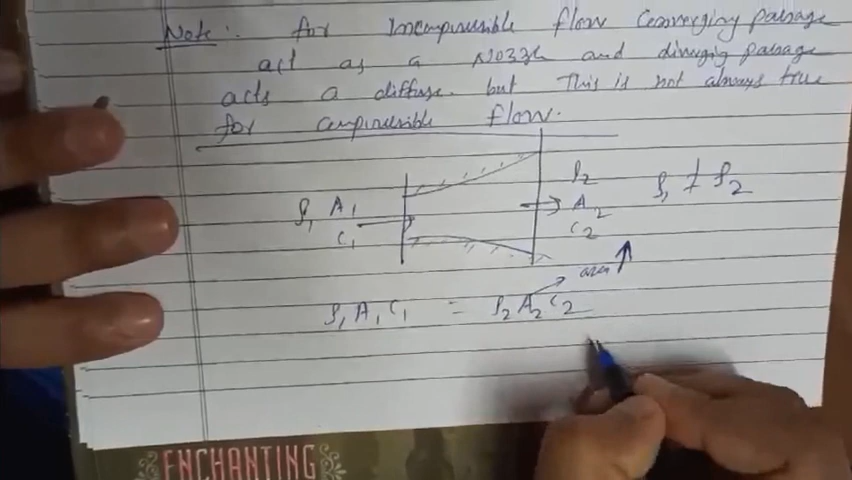 Note :- for Incompressible flow Converging passage
act as a Nozzle and diverging passage
acts a diffuser. but This is not always true
for compressible flow.
ρ1 A1 C1
ρ2 A2 C2
ρ1 ≠ ρ2
area ↑
ρ1 A1 C1 = ρ2 A2 C2
ENCHANTING